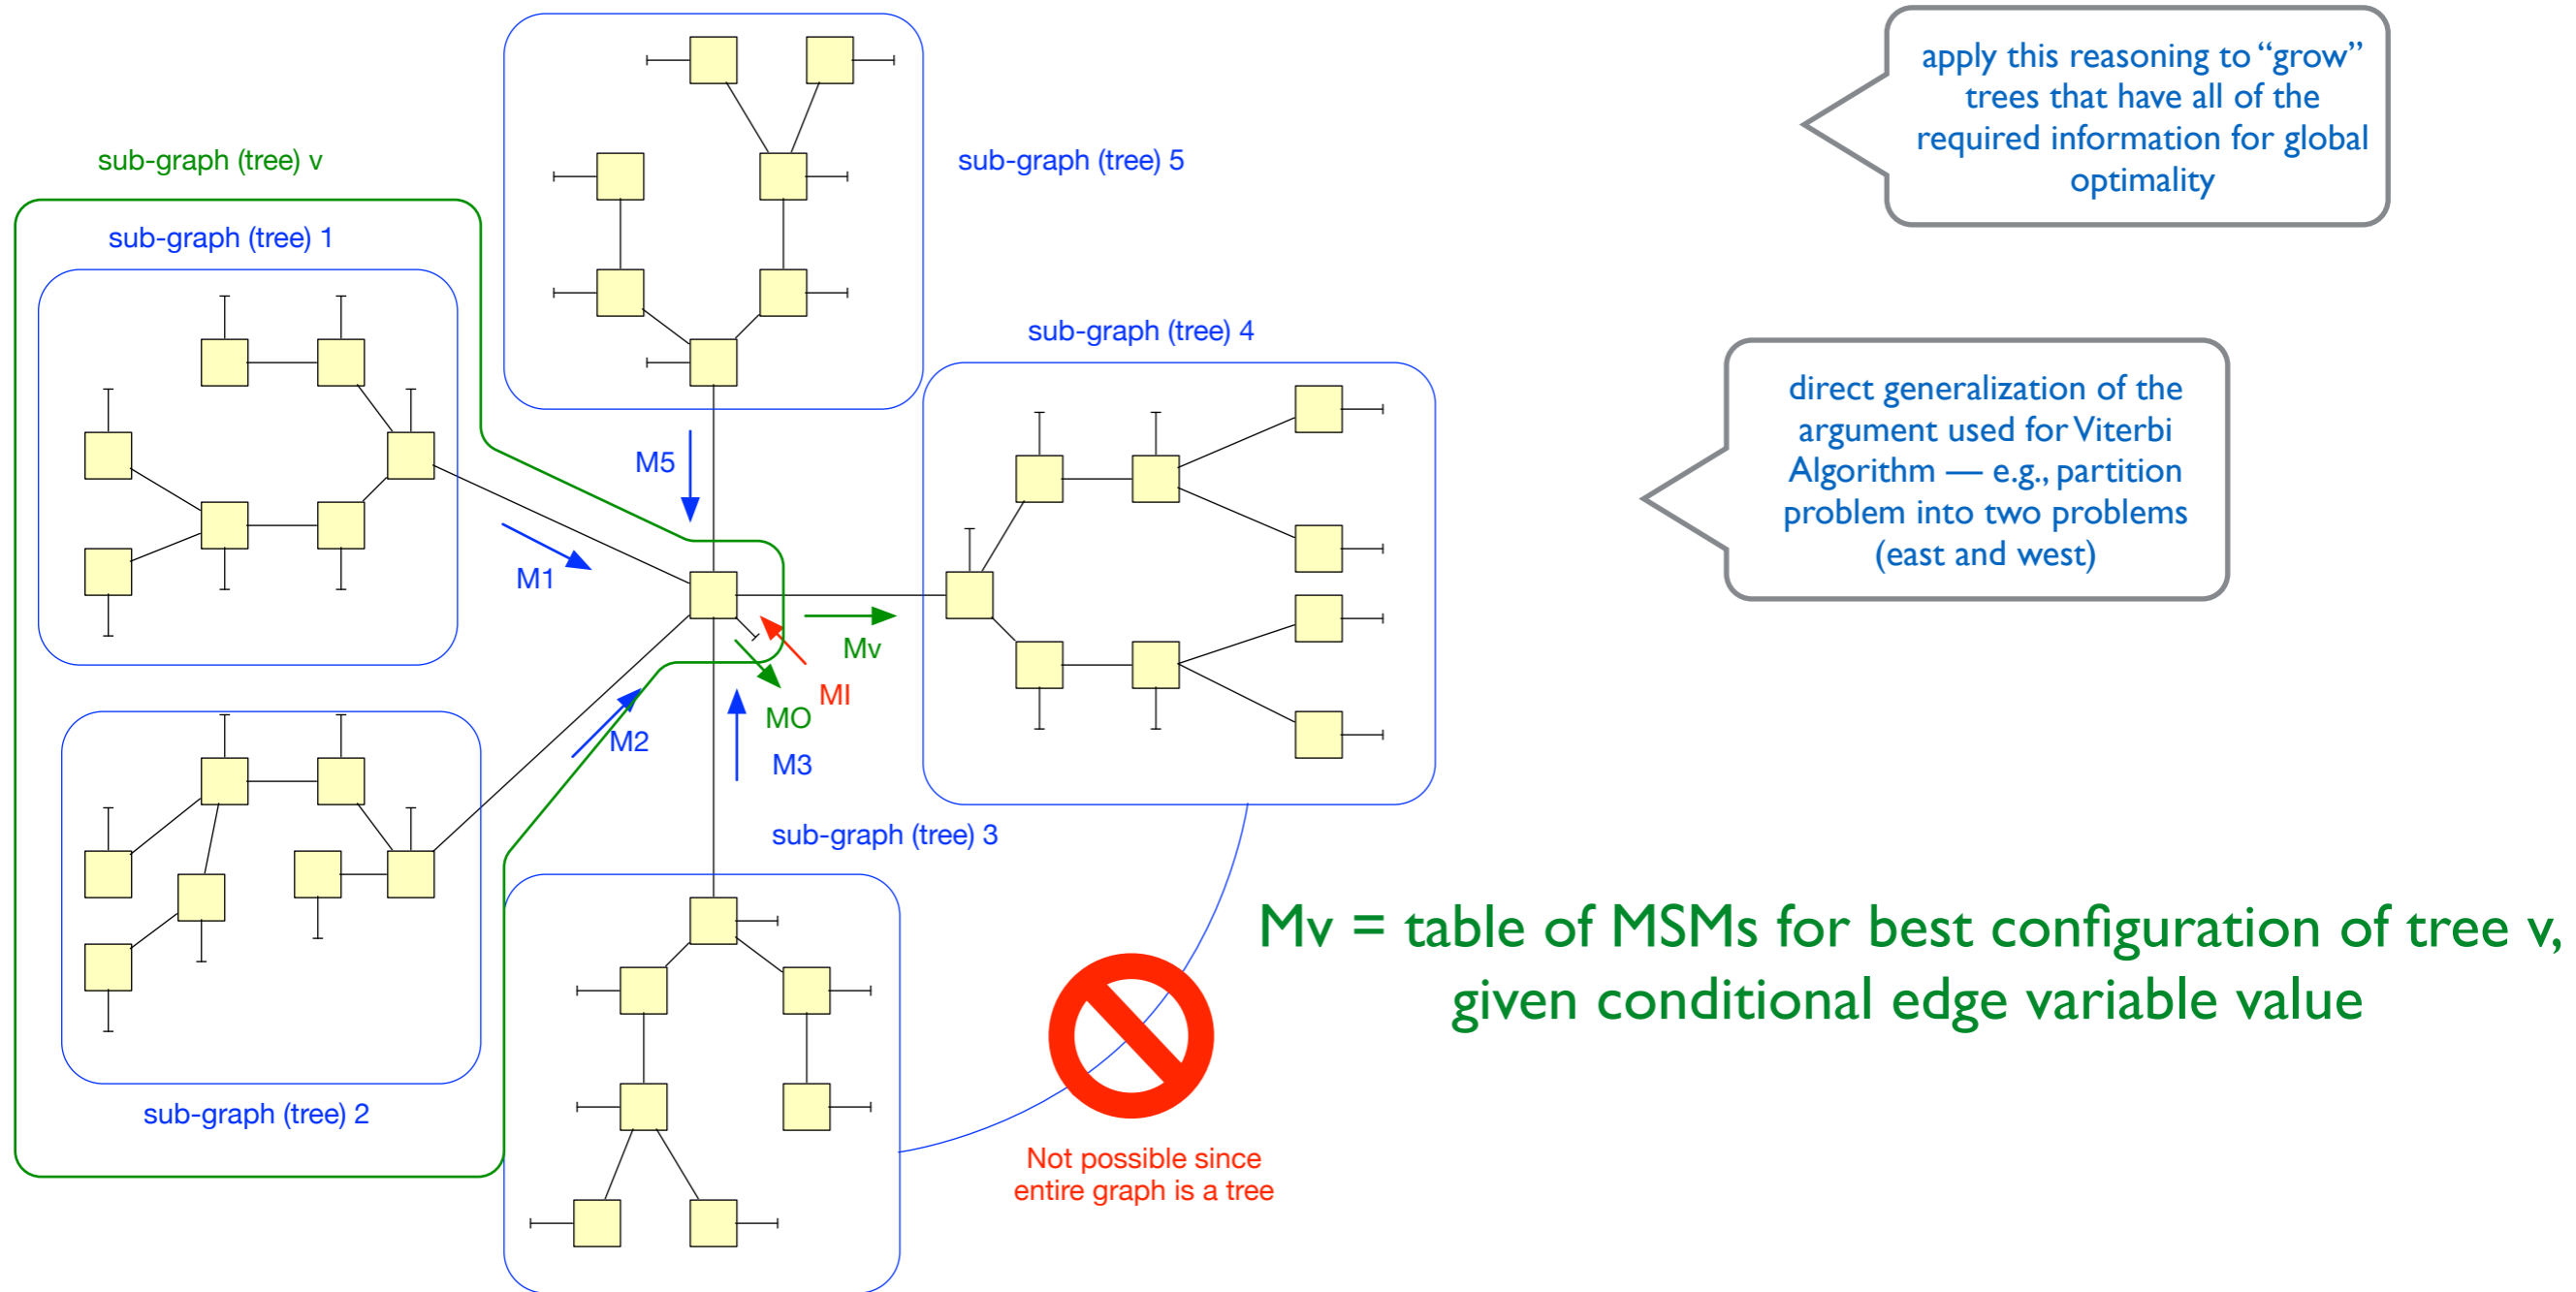 apply this reasoning to “grow”
trees that have all of the
required information for global
optimality
sub-graph (tree) v
sub-graph (tree) 5
sub-graph (tree) 1
sub-graph (tree) 4
direct generalization of the
argument used for Viterbi
Algorithm — e.g., partition
problem into two problems
(east and west)
M5
M1
Mv
MI
MO
M2
M3
sub-graph (tree) 3
Mv = table of MSMs for best configuration of tree v,
given conditional edge variable value
sub-graph (tree) 2
Not possible since
entire graph is a tree